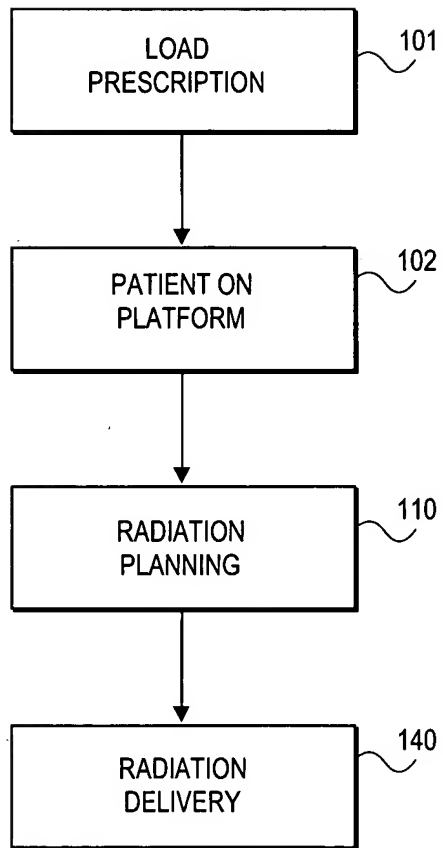 LOAD
PRESCRIPTION
101
PATIENT ON
PLATFORM
102
RADIATION
PLANNING
110
RADIATION
DELIVERY
140